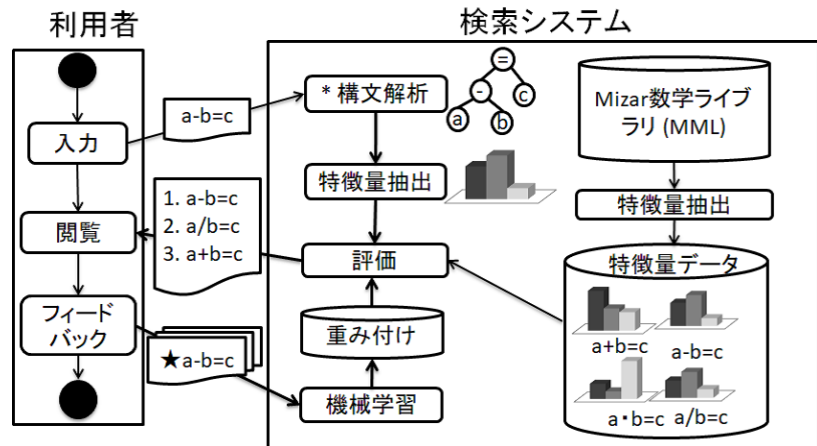 利用者
検索システム
入力
a-b=c
* 構文解析
=
-
c
a
b
Mizar数学ライブ
ラリ (MML)
特徴量抽出
特徴量抽出
閲覧
1. a-b=c
2. a/b=c
3. a+b=c
評価
特徴量データ
a+b=c
a-b=c
a・b=c
a/b=c
フィード
バック
★a-b=c
重み付け
機械学習